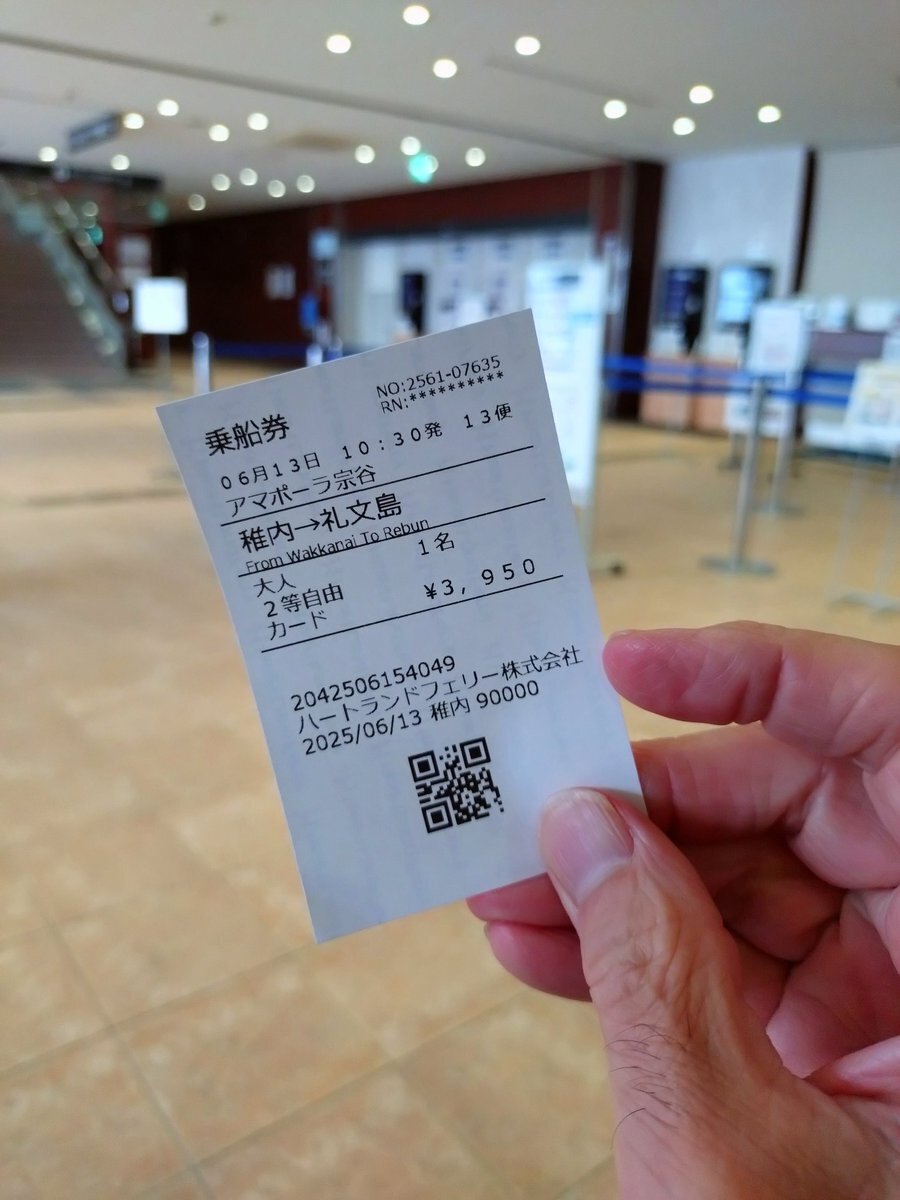 NO:2561-07635
乗船券 RN:**********
06月13日 10:30発 13便
アマポーラ宗谷
稚内→礼文島
From Wakkanai To Rebun
大人 1名
2等自由 ¥3,950
カード
2042506154049
ハートランドフェリー株式会社
2025/06/13 稚内 90000